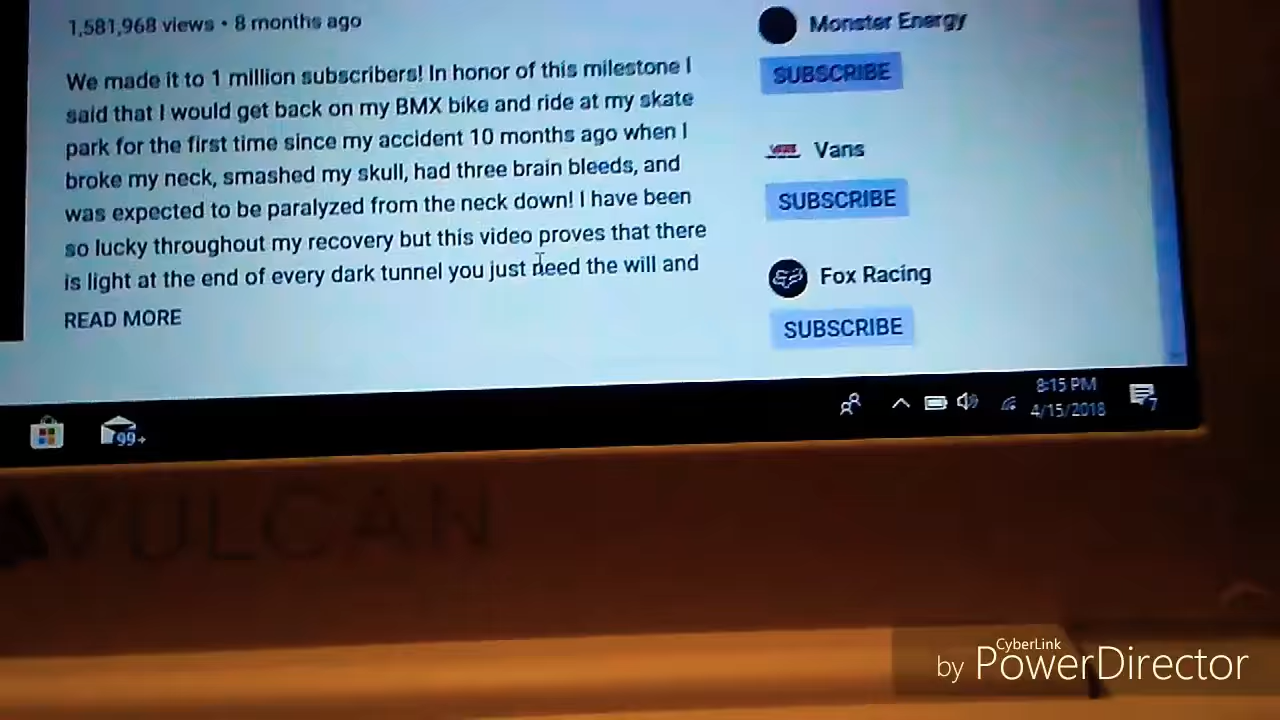 1,581,968 views • 8 months ago
We made it to 1 million subscribers! In honor of this milestone I
said that I would get back on my BMX bike and ride at my skate
park for the first time since my accident 10 months ago when I
broke my neck, smashed my skull, had three brain bleeds, and
was expected to be paralyzed from the neck down! I have been
so lucky throughout my recovery but this video proves that there
is light at the end of every dark tunnel you just need the will and
READ MORE
Monster Energy
SUBSCRIBE
Vans
SUBSCRIBE
Fox Racing
SUBSCRIBE
99+
8:15 PM
4/15/2018
7
VULCAN
CyberLink
by PowerDirector